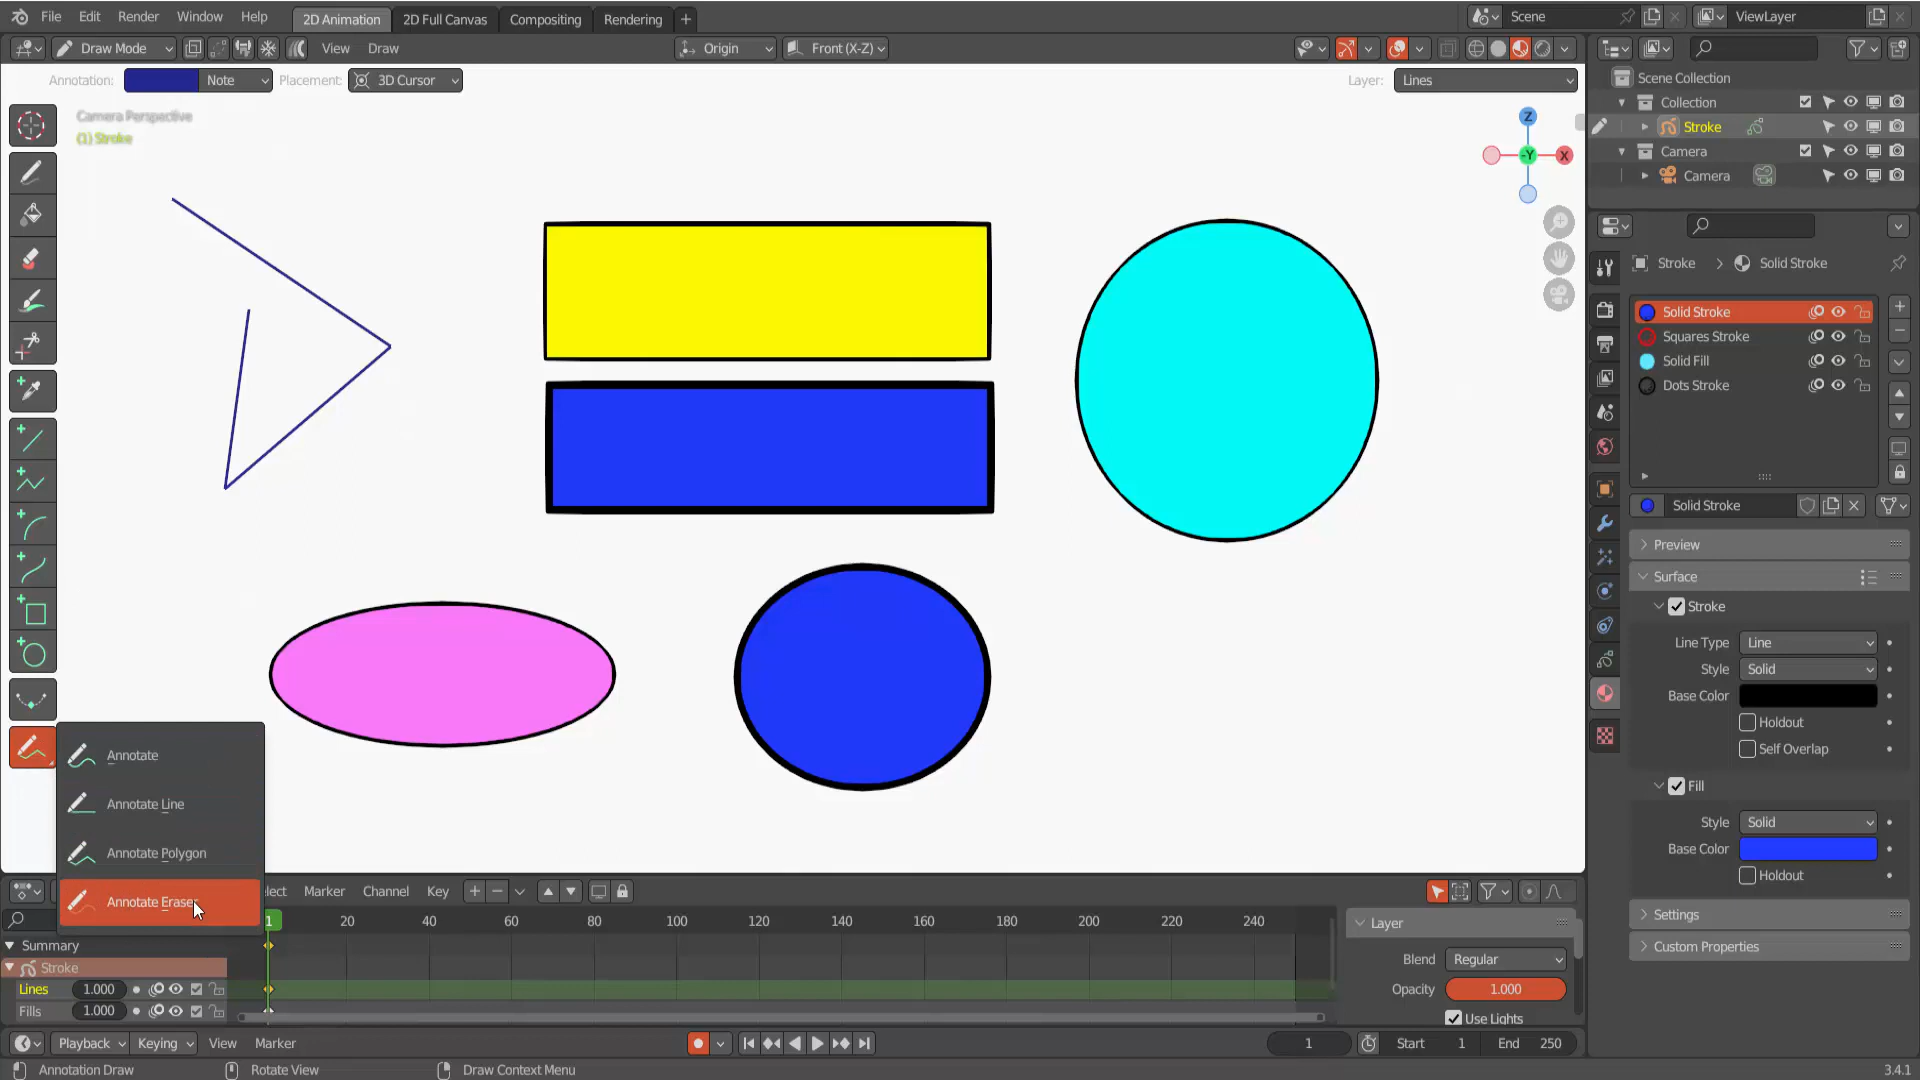 File Edit Render Window Help 2D Animation 2D Full Canvas Compositing Rendering + Scene ViewLayer
Draw Mode View Draw Origin Front (X-Z)
Annotation: Note Placement: 3D Cursor Layer: Lines
Camera Perspective
(1) Stroke
Z
-Y
X
Scene Collection
Collection
Stroke
Camera
Camera
Stroke > Solid Stroke
Solid Stroke
Squares Stroke
Solid Fill
Dots Stroke
Solid Stroke
Preview
Surface
Stroke
Line Type Line
Style Solid
Base Color
Holdout
Self Overlap
Fill
Style Solid
Base Color
Holdout
Settings
Custom Properties
Annotate
Annotate Line
Annotate Polygon
Annotate Eraser
Marker Channel Key
1 20 40 60 80 100 120 140 160 180 200 220 240
Summary
Stroke
Lines 1.000
Fills 1.000
Layer
Blend Regular
Opacity 1.000
Use Lights
Playback Keying View Marker 1 Start 1 End 250
Annotation Draw Rotate View Draw Context Menu 3.4.1